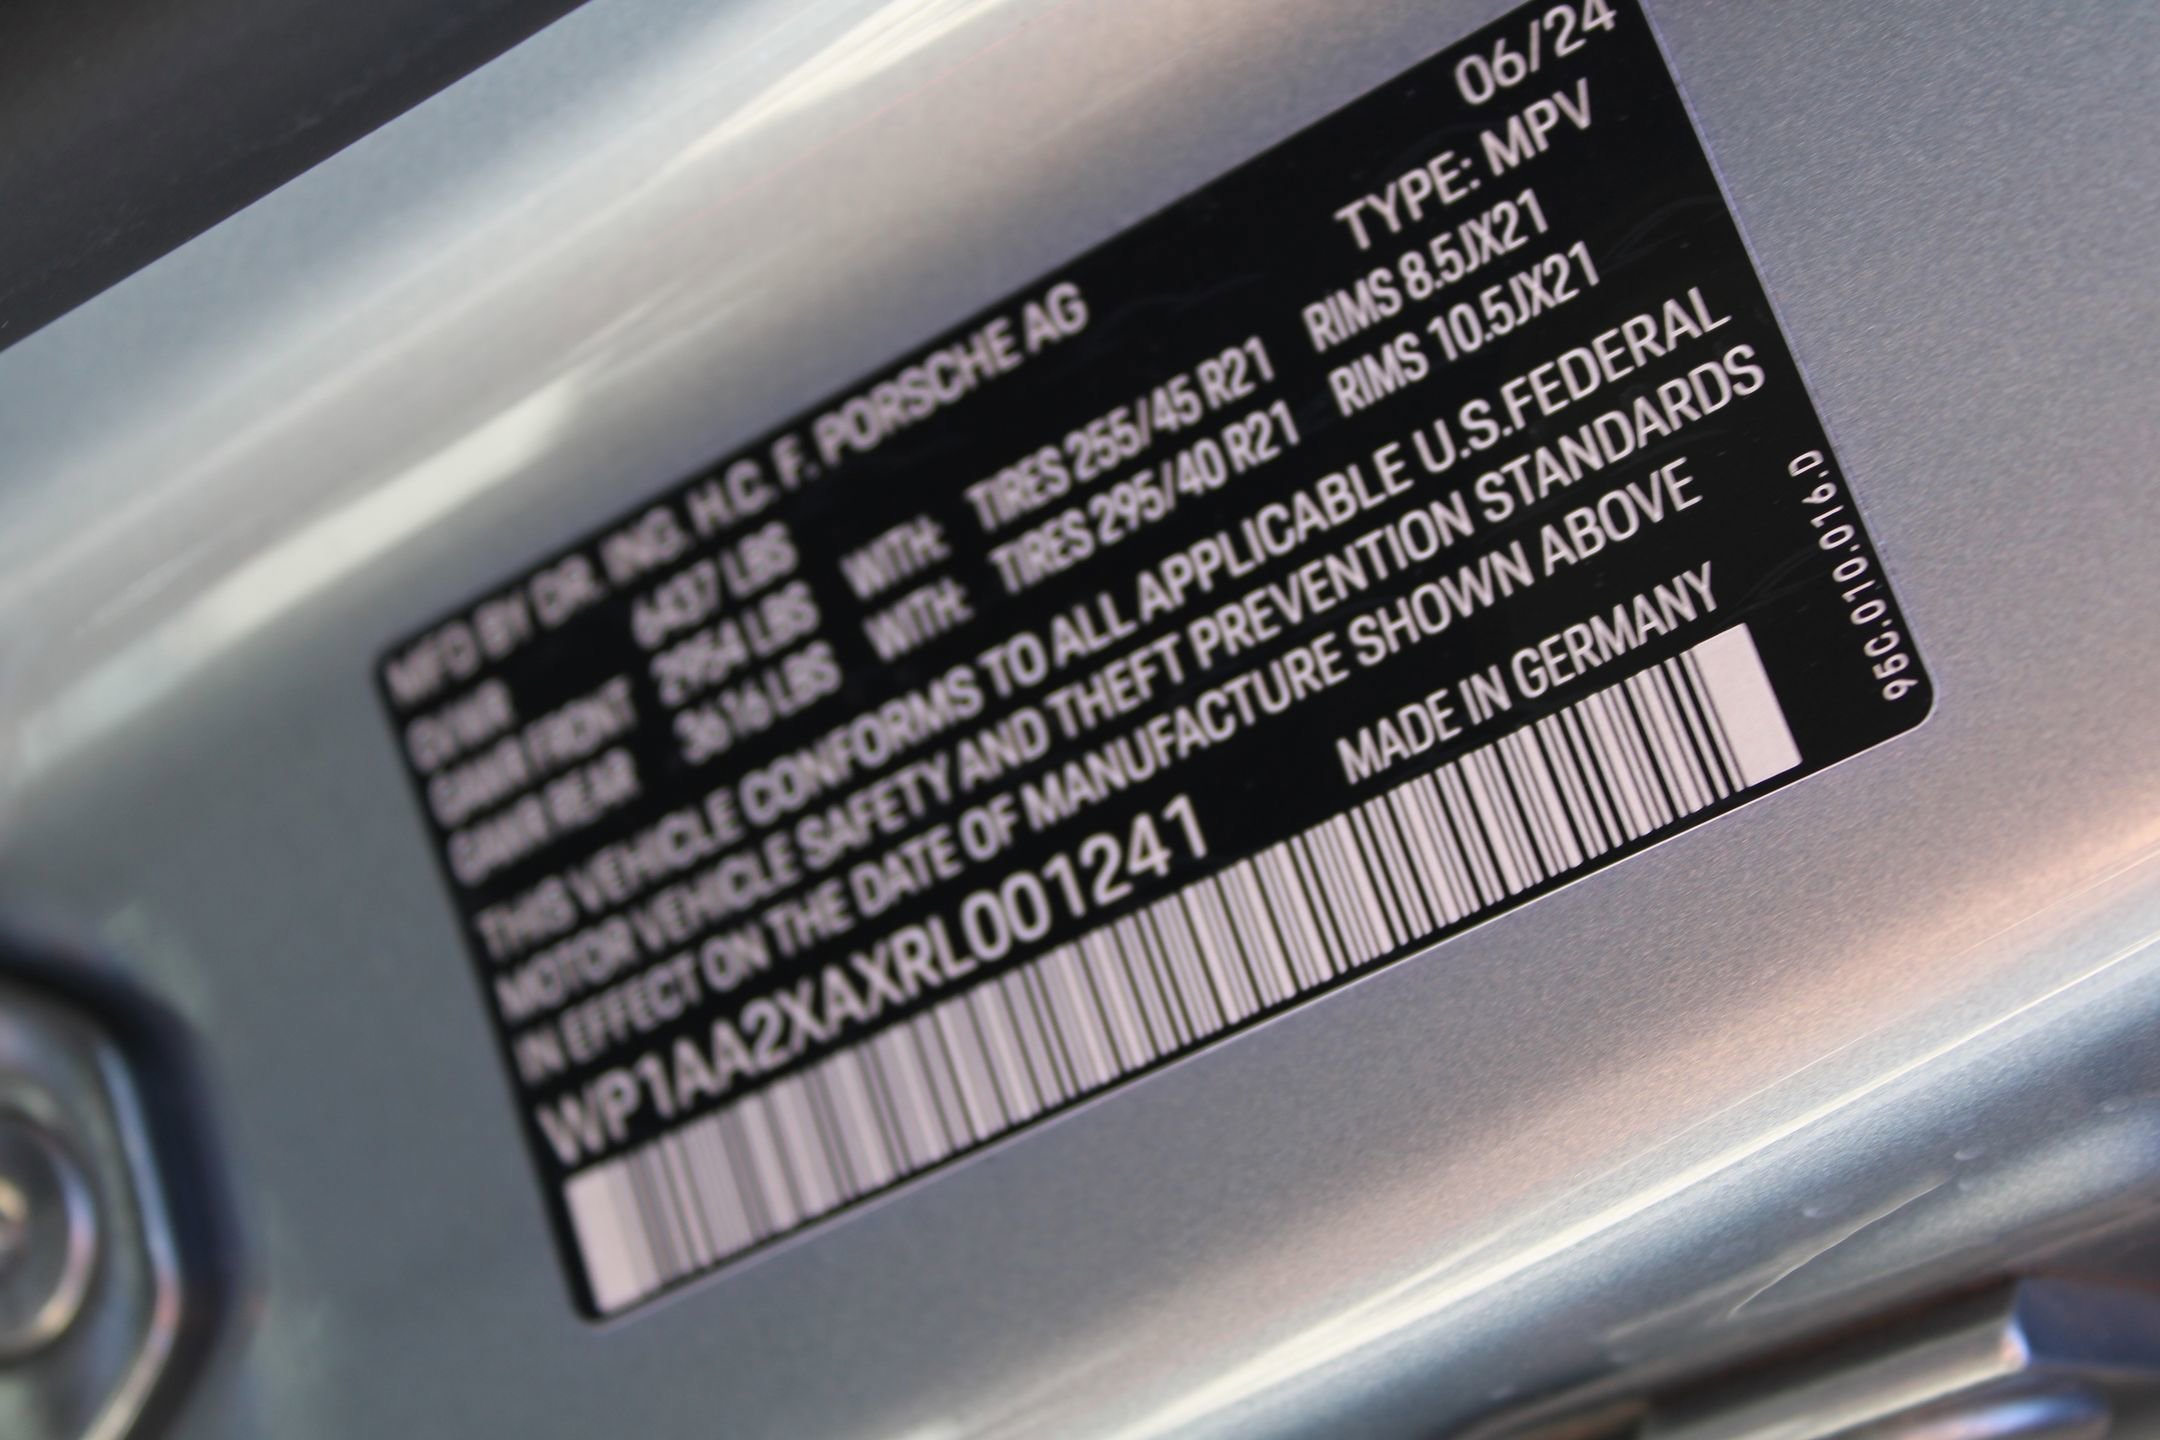 MFD BY DR. ING. H.C. F. PORSCHE AG 06/24
GVWR 6437 LBS TYPE: MPV
GAWR FRONT 2954 LBS WITH: TIRES 255/45 R21 RIMS 8.5JX21
GAWR REAR 3616 LBS WITH: TIRES 295/40 R21 RIMS 10.5JX21
THIS VEHICLE CONFORMS TO ALL APPLICABLE U.S.FEDERAL
MOTOR VEHICLE SAFETY AND THEFT PREVENTION STANDARDS
IN EFFECT ON THE DATE OF MANUFACTURE SHOWN ABOVE
WP1AA2XAXRL001241 MADE IN GERMANY
95C.010.016.D